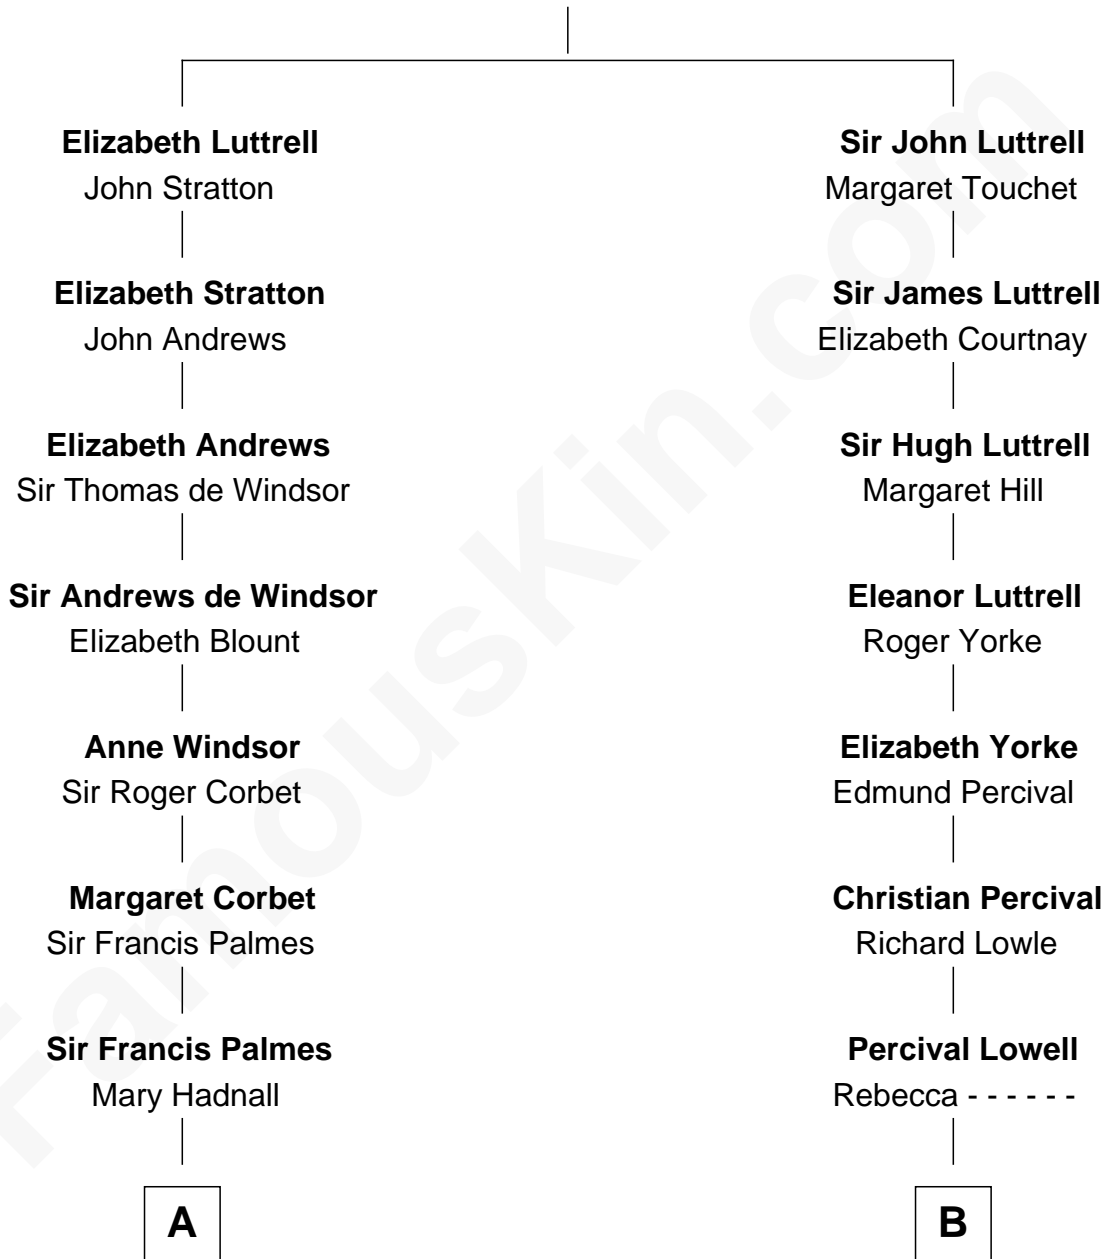 Elizabeth Luttrell
John Stratton
Elizabeth Stratton
John Andrews
Elizabeth Andrews
Sir Thomas de Windsor
Sir Andrews de Windsor
Elizabeth Blount
Anne Windsor
Sir Roger Corbet
Margaret Corbet
Sir Francis Palmes
Sir Francis Palmes
Mary Hadnall
A
Sir John Luttrell
Margaret Touchet
Sir James Luttrell
Elizabeth Courtnay
Sir Hugh Luttrell
Margaret Hill
Eleanor Luttrell
Roger Yorke
Elizabeth Yorke
Edmund Percival
Christian Percival
Richard Lowle
Percival Lowell
Rebecca - - - - - -
B
FamousKin.com